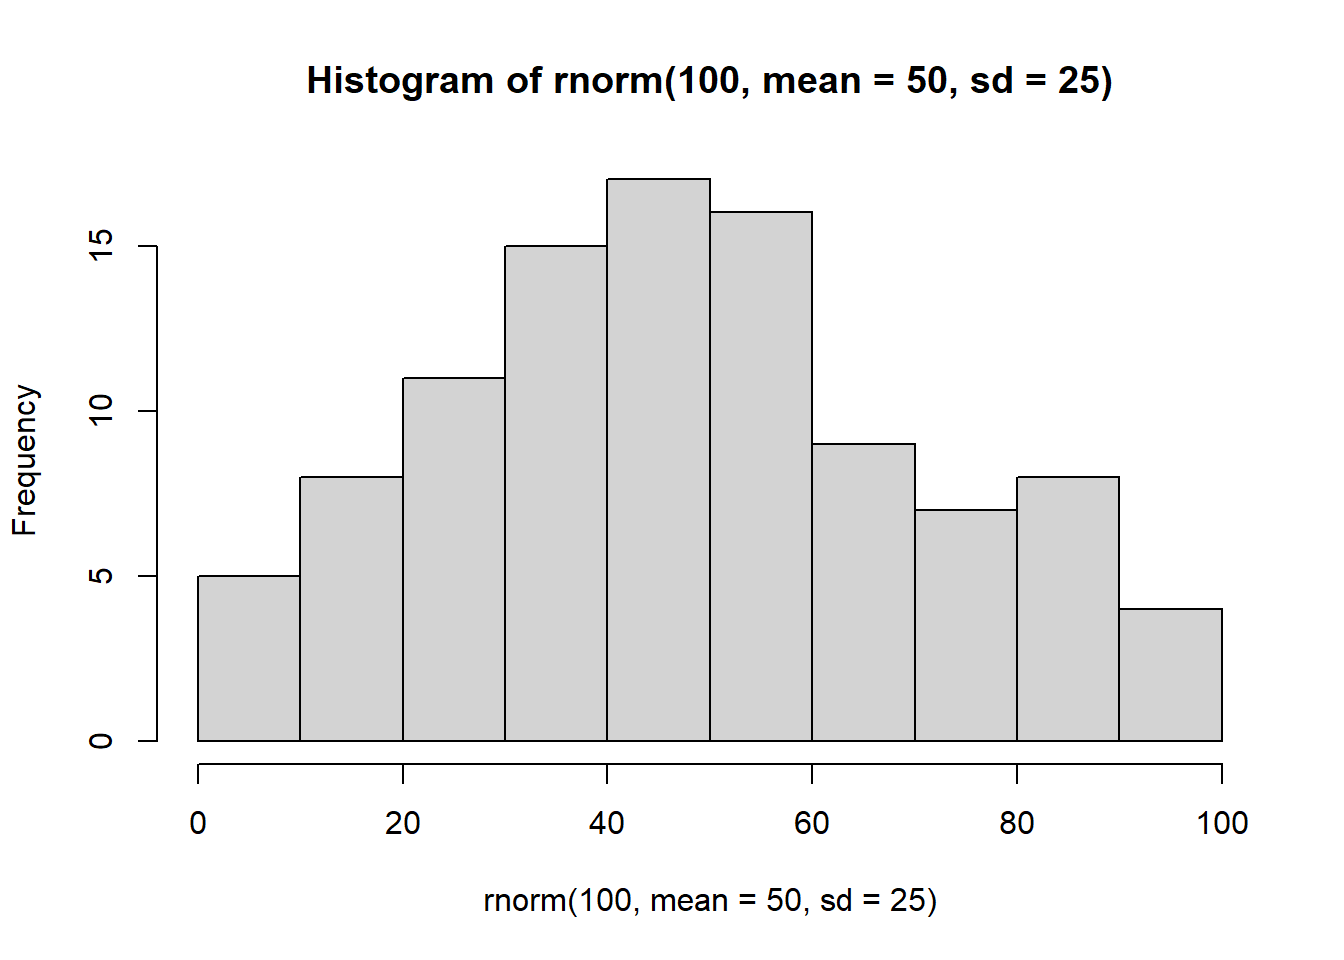 Histogram of rnorm(100, mean = 50, sd = 25)
Frequency
15
10
5
0
0 20 40 60 80 100
rnorm(100, mean = 50, sd = 25)